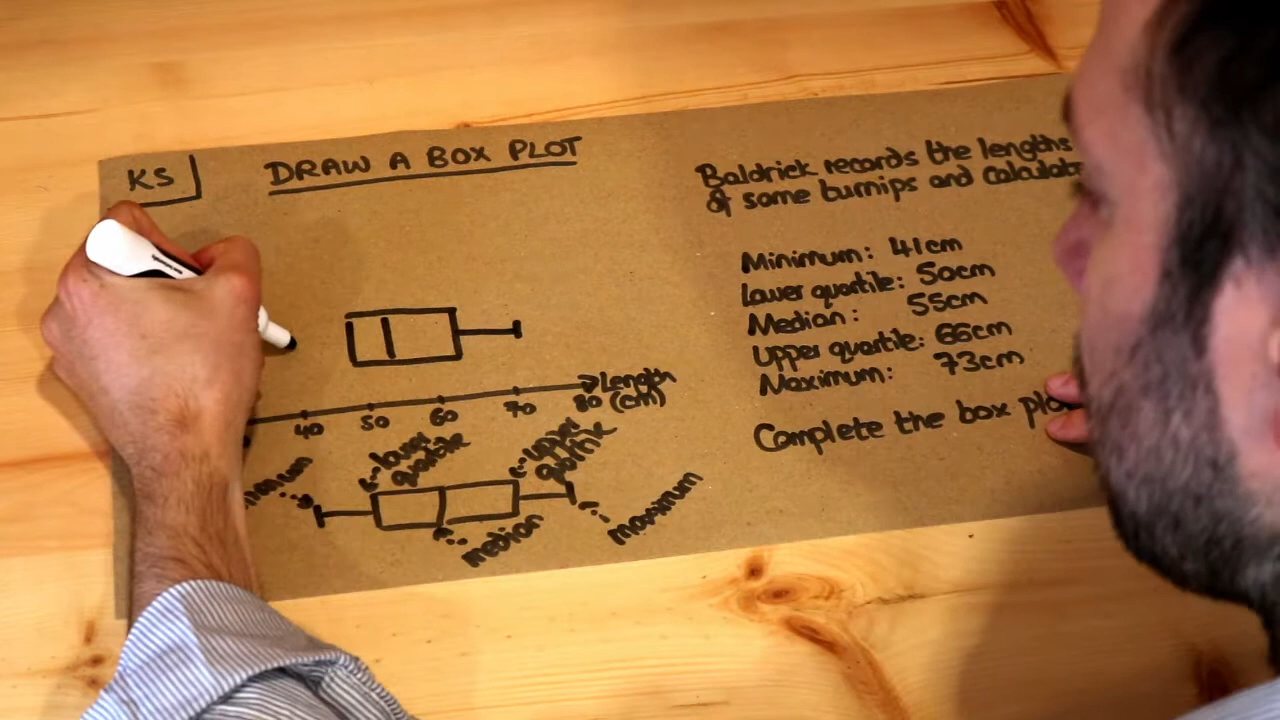 KS
DRAW A BOX PLOT
Baldrick records the lengths
of some turnips and calculat
Minimum: 41cm
Lower quartile: 50cm
Median: 55cm
Upper quartile: 66cm
Maximum: 73cm
Complete the box plo
40 50 60 70 80
Length
(cm)
lower
quartile
upper
median
maximum